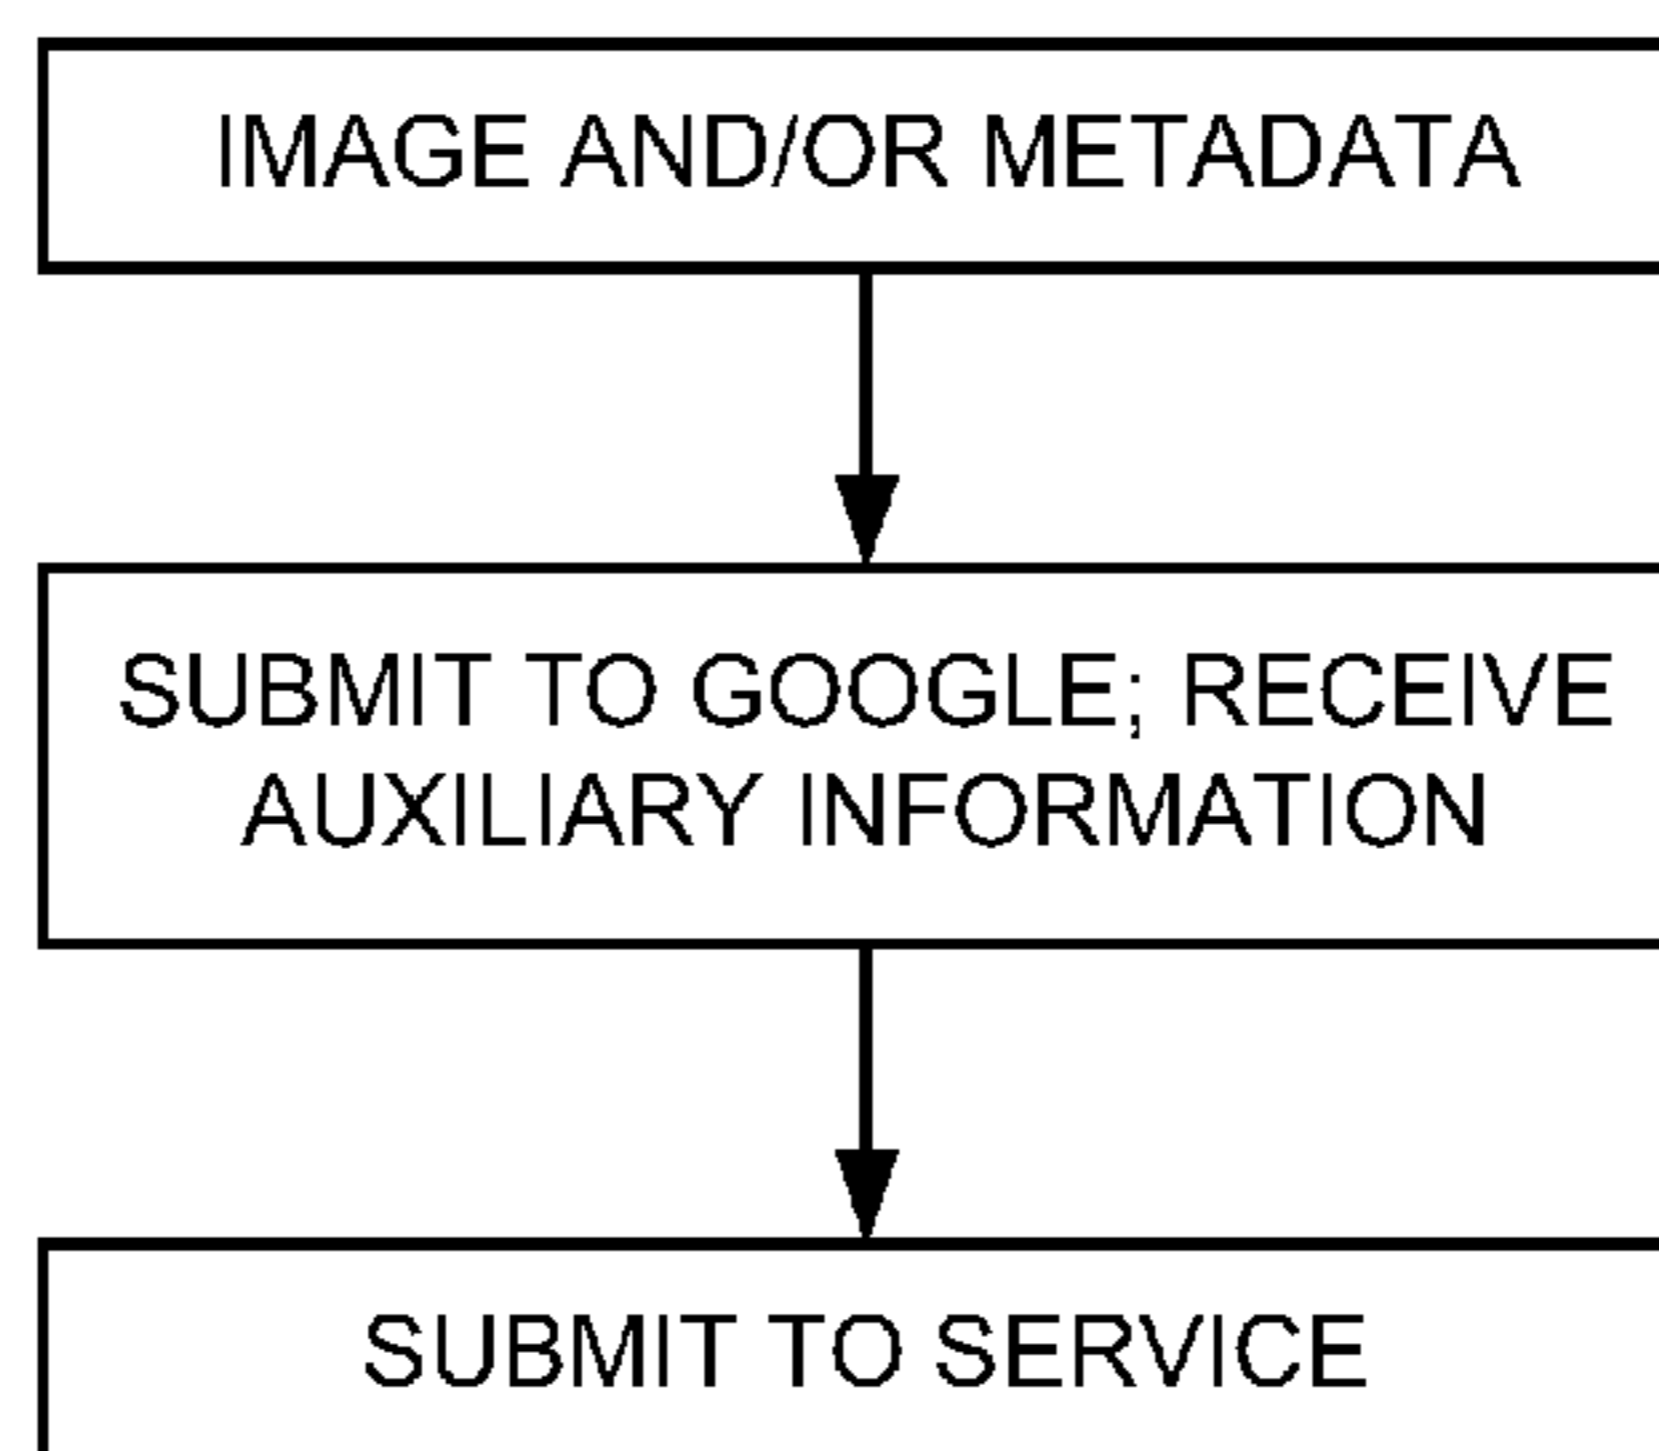 IMAGE AND/OR METADATA
SUBMIT TO GOOGLE; RECEIVE
AUXILIARY INFORMATION
SUBMIT TO SERVICE